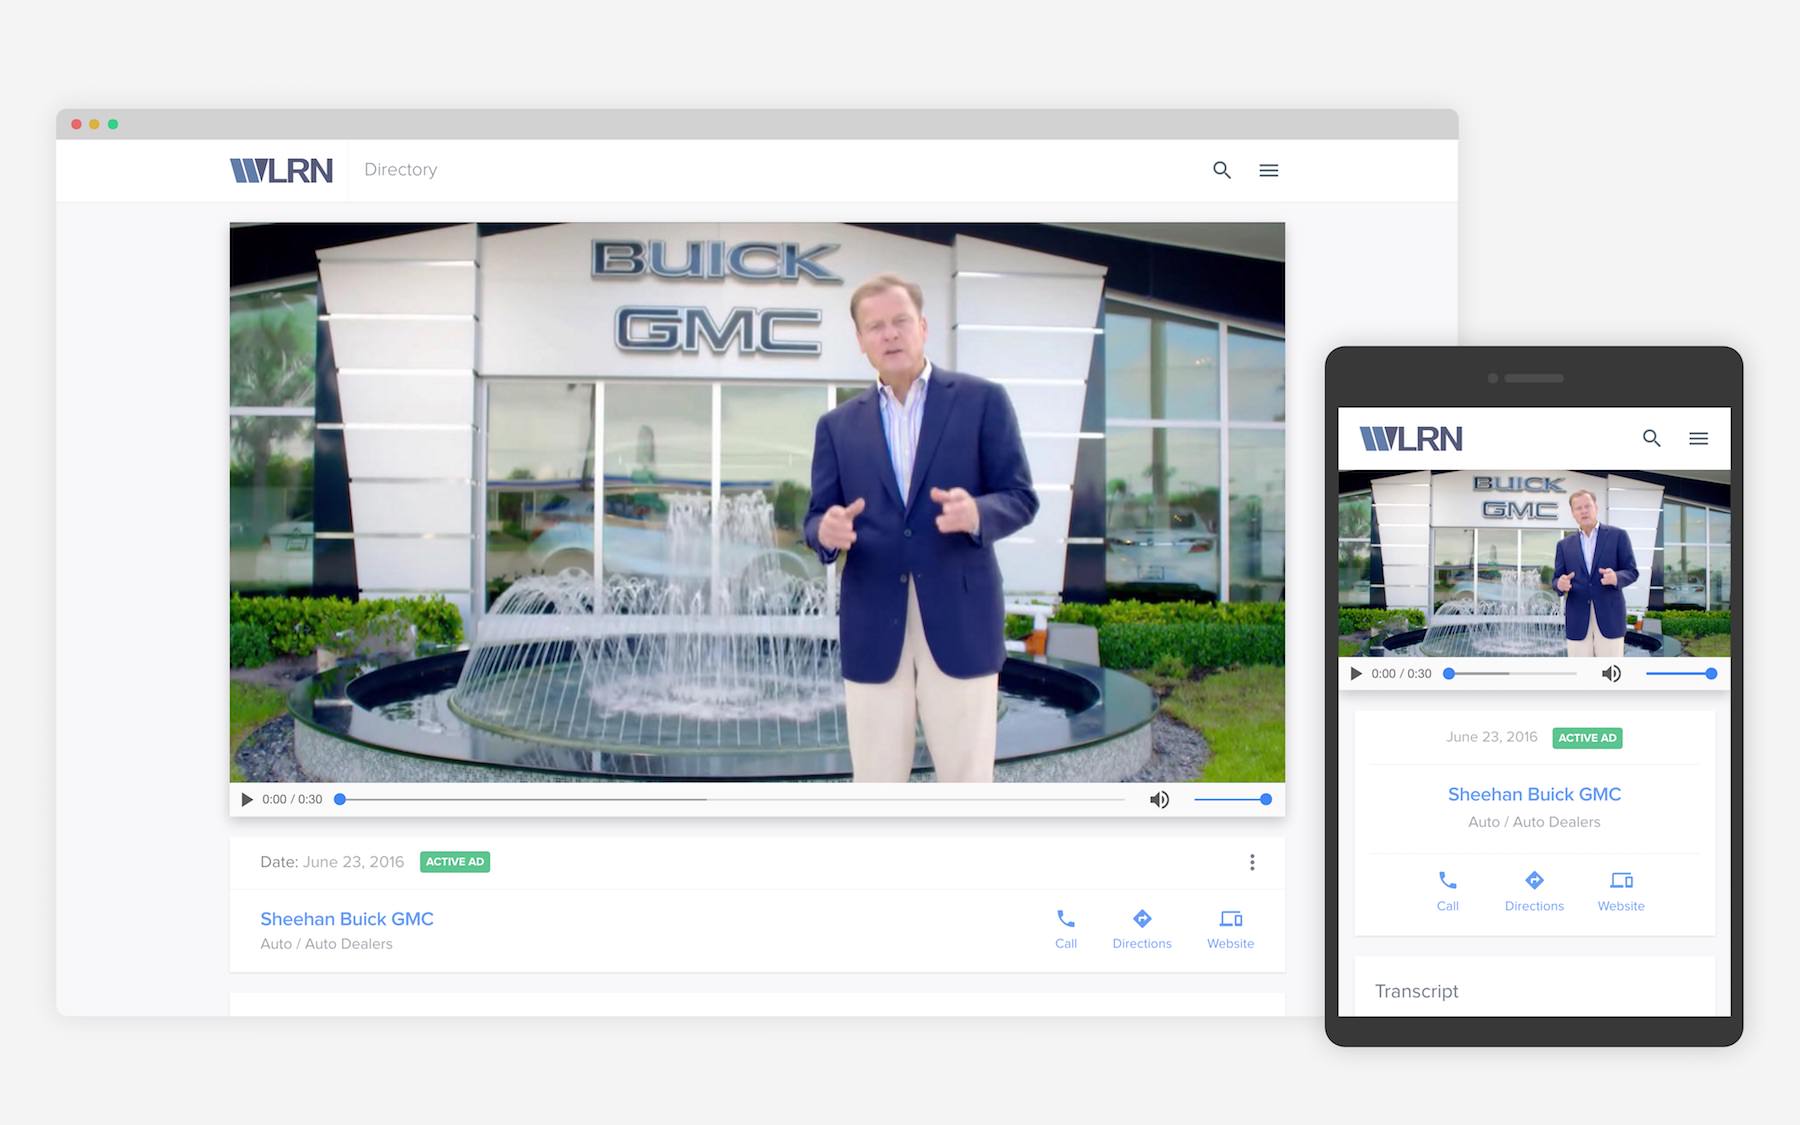 WLRN
Directory
BUICK
GMC
0:00 / 0:30
Date: June 23, 2016
ACTIVE AD
Sheehan Buick GMC
Auto / Auto Dealers
Call
Directions
Website
WLRN
BUICK
GMC
0:00 / 0:30
June 23, 2016
ACTIVE AD
Sheehan Buick GMC
Auto / Auto Dealers
Call
Directions
Website
Transcript